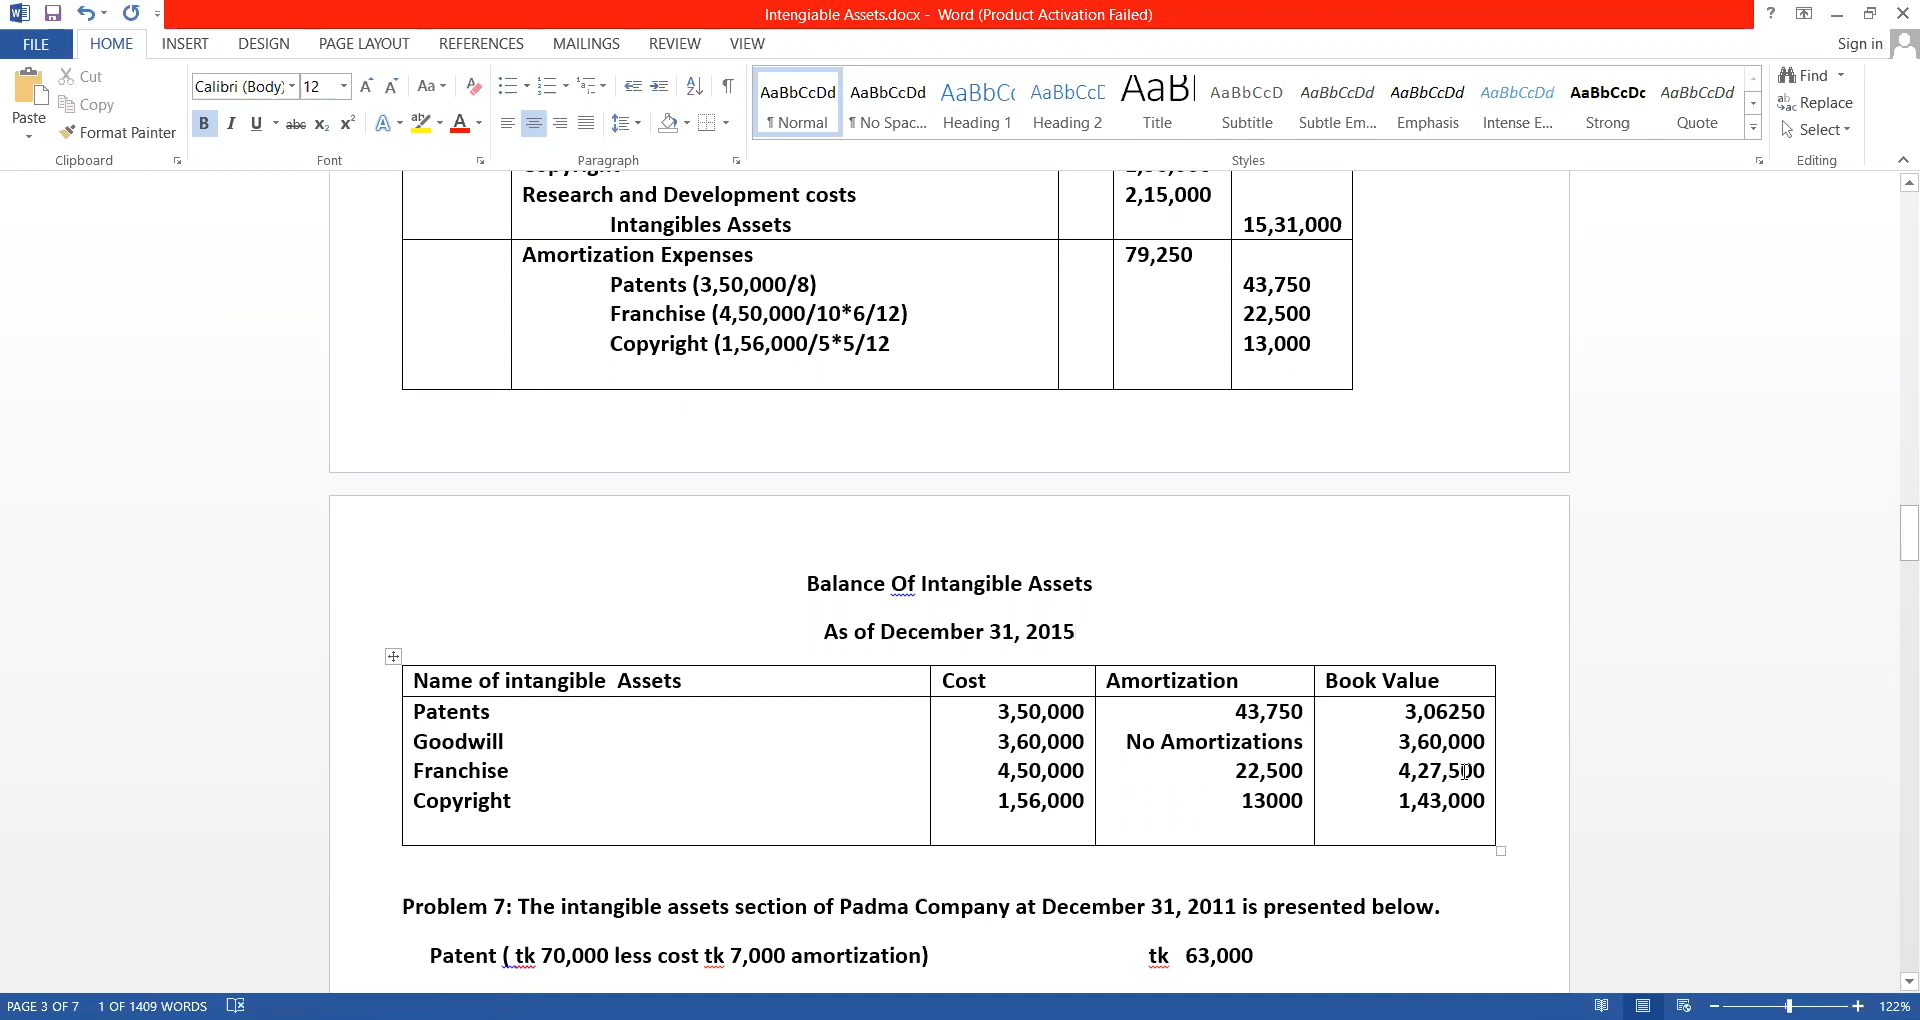 Intengiable Assets.docx - Word (Product Activation Failed)
FILE HOME INSERT DESIGN PAGE LAYOUT REFERENCES MAILINGS REVIEW VIEW Sign in
Paste Cut Copy Format Painter
Clipboard
Calibri (Body) 12 Aa
B I U abc X₂ X² A ab A
Font
Paragraph
AaBbCcDd AaBbCcDd AaBbCc AaBbCcE AaBl AaBbCcD AaBbCcDd AaBbCcDd AaBbCcDd AaBbCcDc AaBbCcDd
¶ Normal ¶ No Spac... Heading 1 Heading 2 Title Subtitle Subtle Em... Emphasis Intense E... Strong Quote
Styles
Find
Replace
Select
Editing
Research and Development costs 2,15,000
Intangibles Assets 15,31,000
Amortization Expenses 79,250
Patents (3,50,000/8) 43,750
Franchise (4,50,000/10*6/12) 22,500
Copyright (1,56,000/5*5/12 13,000
Balance Of Intangible Assets
As of December 31, 2015
Name of intangible Assets Cost Amortization Book Value
Patents 3,50,000 43,750 3,06250
Goodwill 3,60,000 No Amortizations 3,60,000
Franchise 4,50,000 22,500 4,27,500
Copyright 1,56,000 13000 1,43,000
Problem 7: The intangible assets section of Padma Company at December 31, 2011 is presented below.
Patent ( tk 70,000 less cost tk 7,000 amortization) tk 63,000
PAGE 3 OF 7 1 OF 1409 WORDS 122%